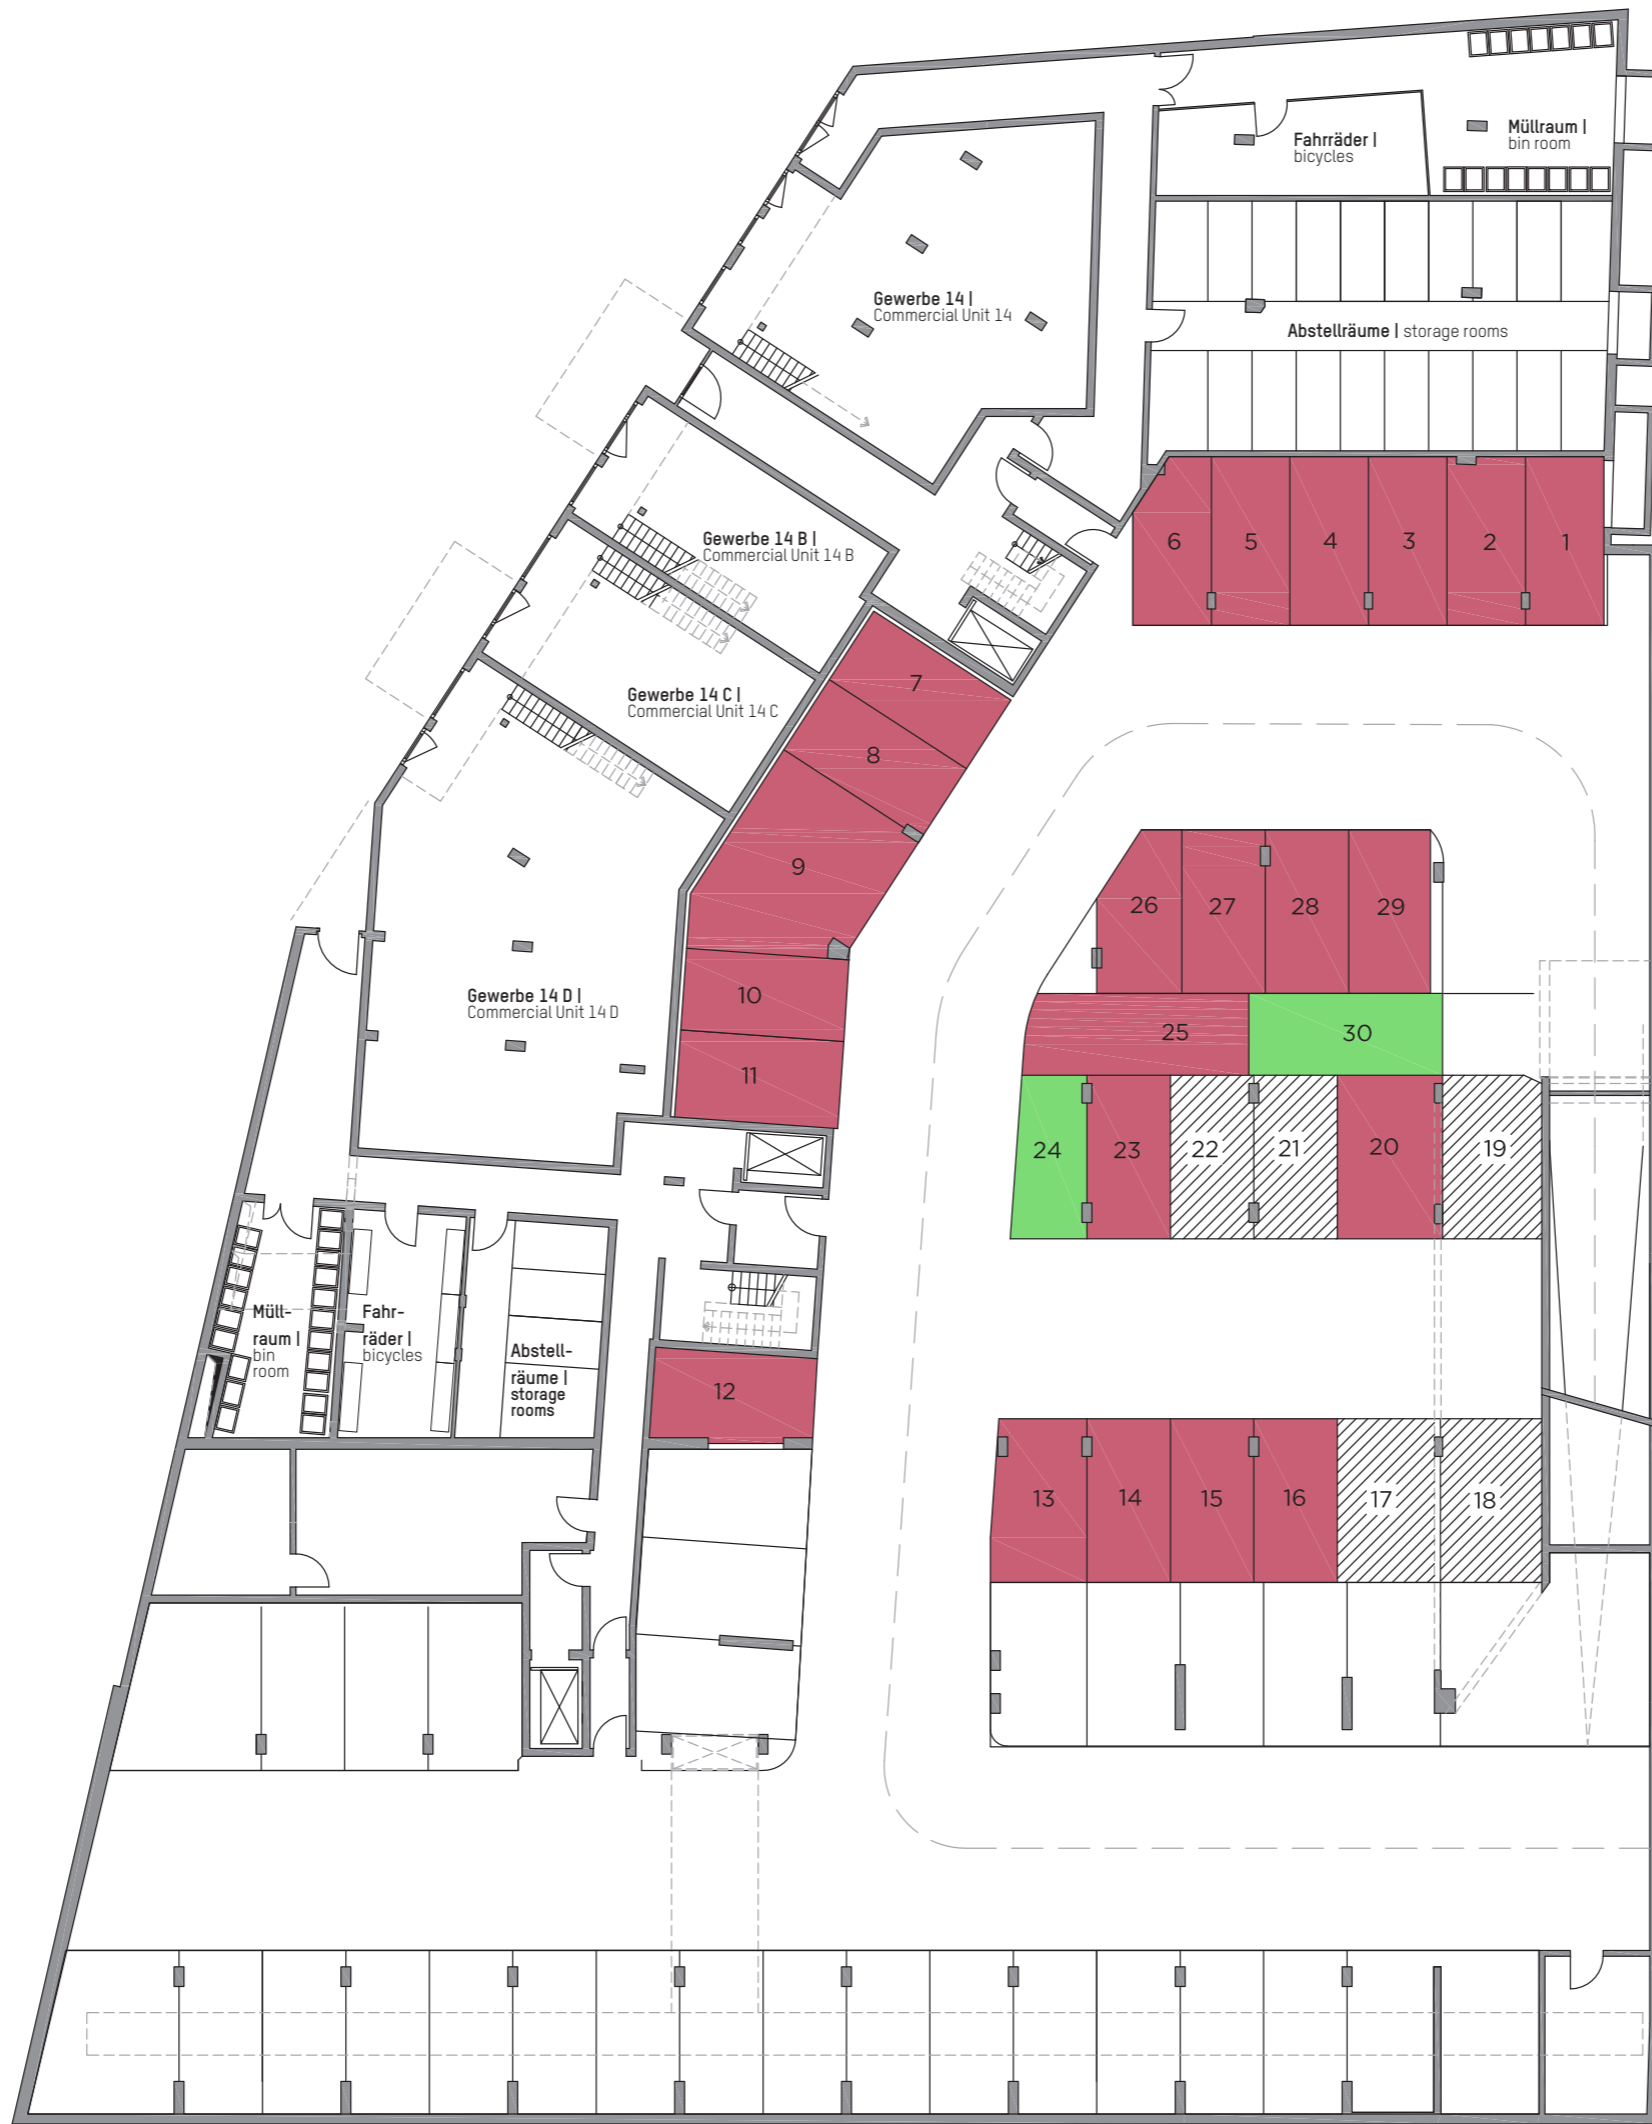 Fahrräder |
bicycles
Müllraum |
bin room
Gewerbe 14 |
Commercial Unit 14
Abstellräume | storage rooms
Gewerbe 14 B |
Commercial Unit 14 B
6 5 4 3 2 1
Gewerbe 14 C |
Commercial Unit 14 C
7
8
9
26 27 28 29
Gewerbe 14 D |
Commercial Unit 14 D
10
25 30
11
24 23 22 21 20 19
Müll-
raum |
bin
room
Fahr-
räder |
bicycles
Abstell-
räume |
storage
rooms
12
13 14 15 16 17 18